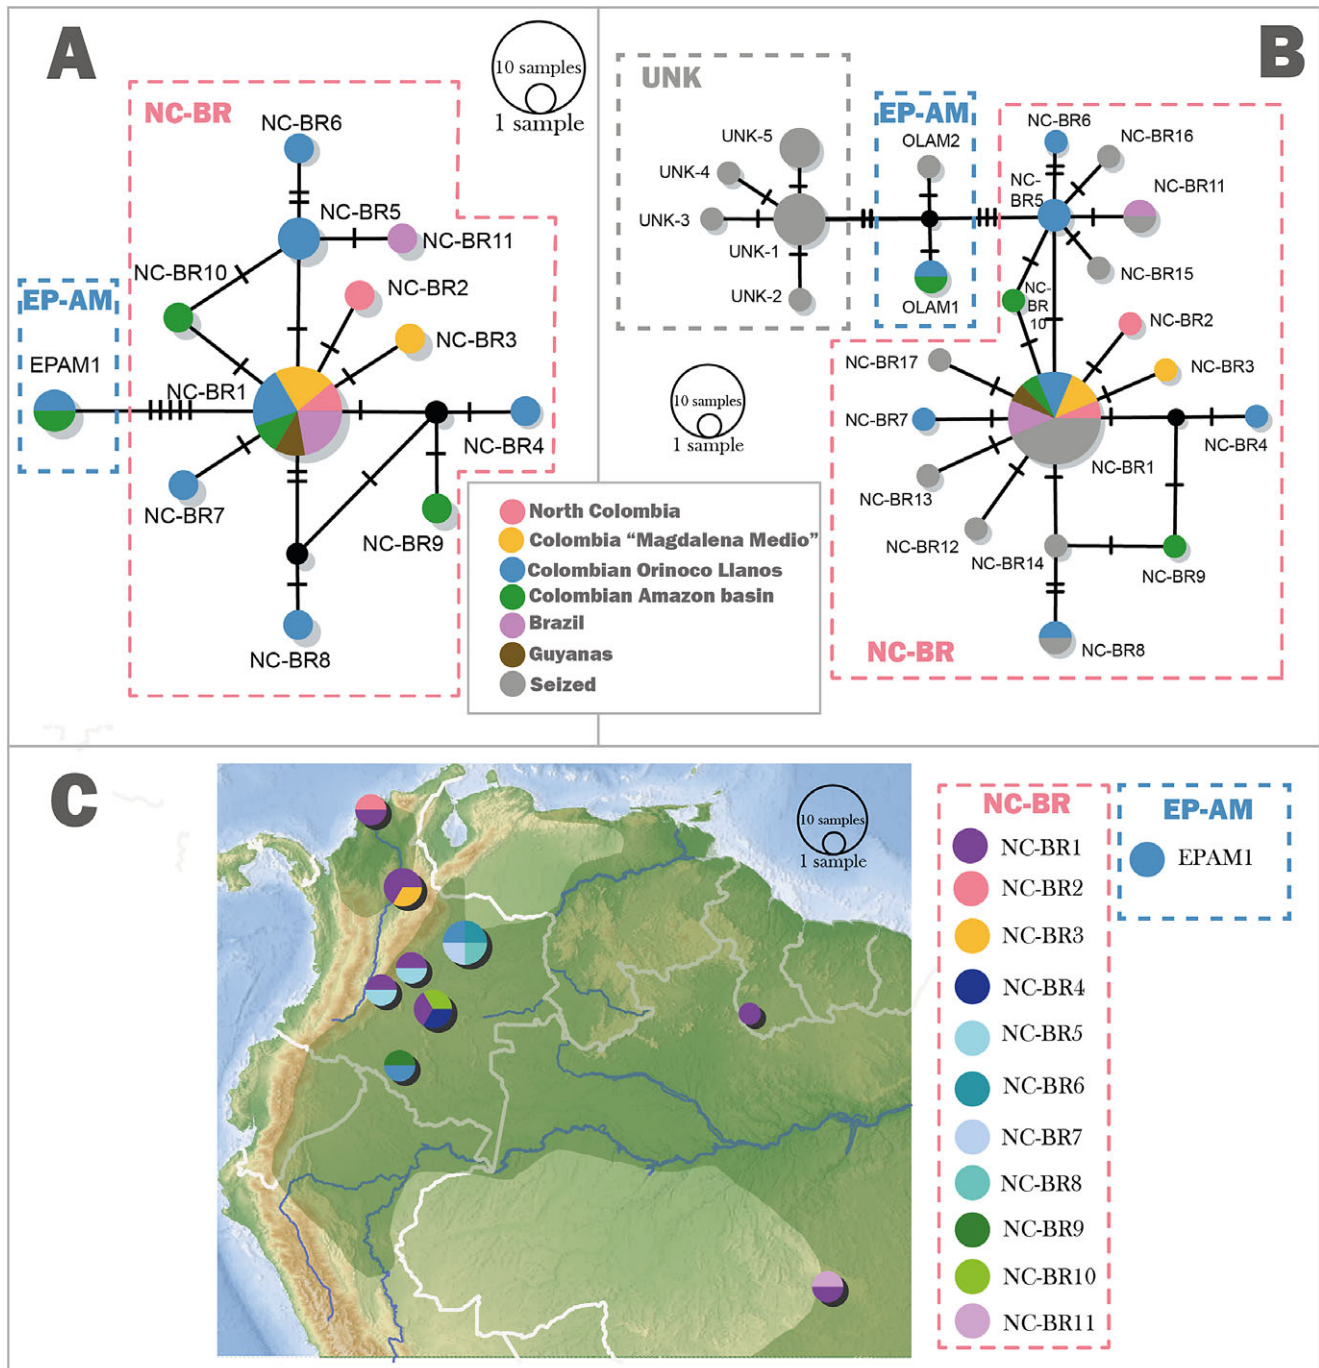 A
10 samples
1 sample
NC-BR
NC-BR6
NC-BR5
NC-BR11
NC-BR10
NC-BR2
EP-AM
NC-BR3
EPAM1
NC-BR1
NC-BR4
NC-BR7
NC-BR9
NC-BR8
North Colombia
Colombia “Magdalena Medio”
Colombian Orinoco Llanos
Colombian Amazon basin
Brazil
Guyanas
Seized
B
UNK
EP-AM
NC-BR6
UNK-5
OLAM2
NC-BR16
UNK-4
NC-
BR5
NC-BR11
UNK-3
UNK-1
NC-BR15
UNK-2
OLAM1
NC-
BR
10
NC-BR2
NC-BR17
NC-BR3
10 samples
1 sample
NC-BR7
NC-BR4
NC-BR1
NC-BR13
NC-BR12
NC-BR14
NC-BR9
NC-BR8
NC-BR
C
10 samples
1 sample
NC-BR
NC-BR1
NC-BR2
NC-BR3
NC-BR4
NC-BR5
NC-BR6
NC-BR7
NC-BR8
NC-BR9
NC-BR10
NC-BR11
EP-AM
EPAM1